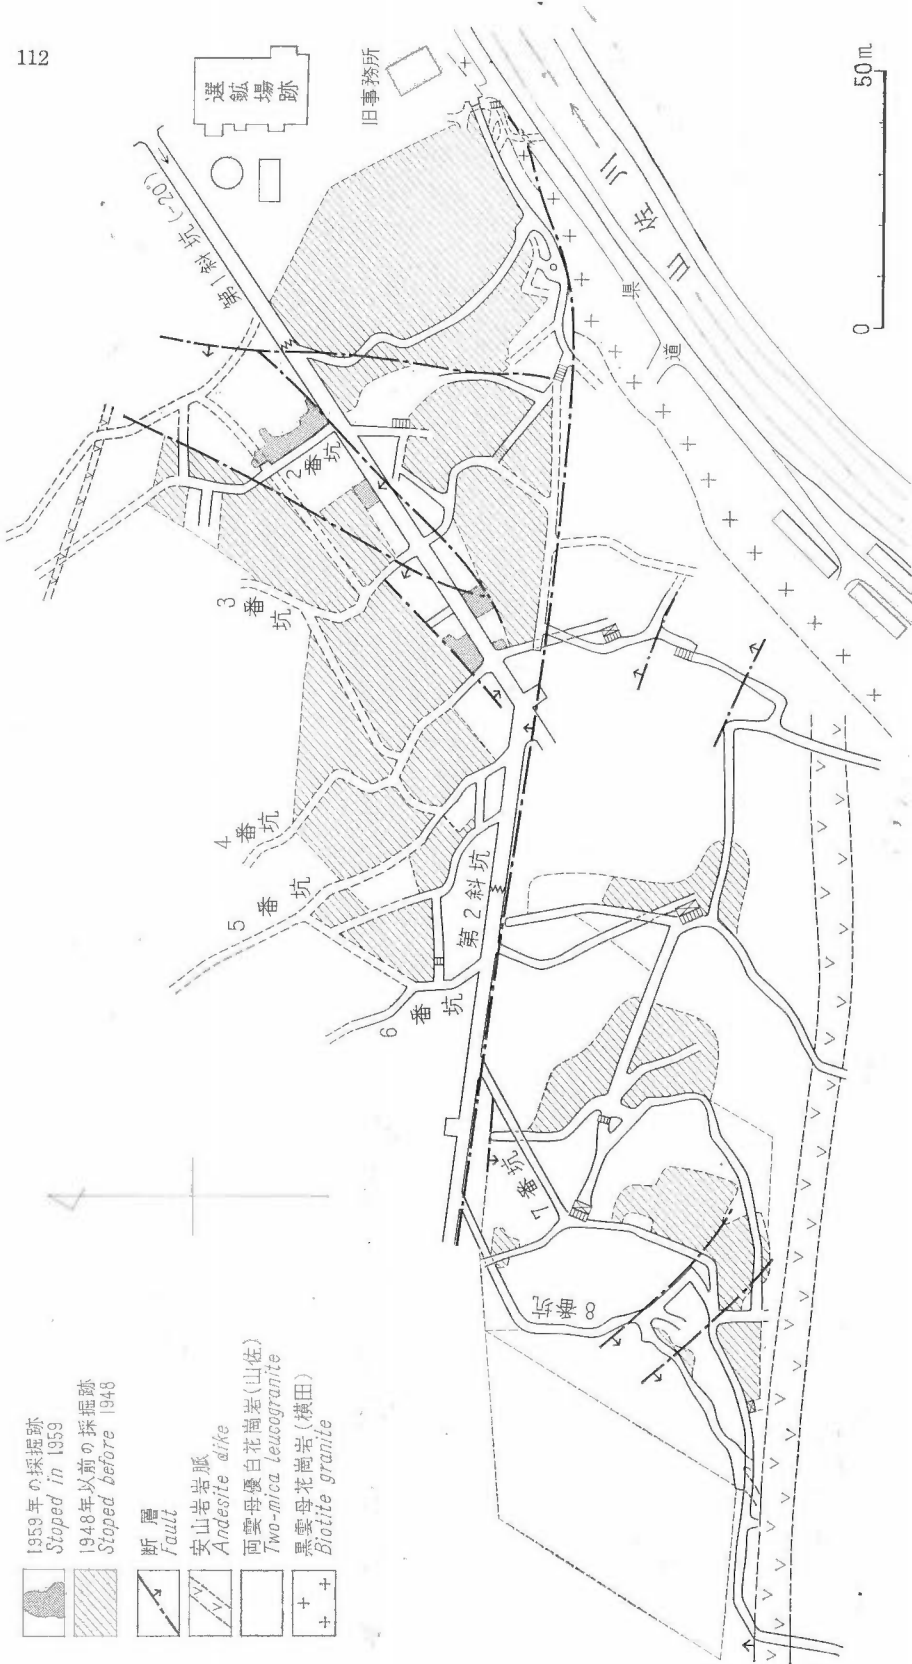 112
選鉱場跡
旧事務所
第1斜坑(-20°)
2番坑
3番坑
4番坑
5番坑
6番坑
第2斜坑
7番坑
8番坑
県道
山佐川
0 50m
1959年の採掘跡
Stoped in 1959
1948年以前の採掘跡
Stoped before 1948
断層
Fault
安山岩岩脈
Andesite dike
両雲母優白花崗岩(山佐)
Two-mica leucogranite
黒雲母花崗岩(横田)
Biotite granite